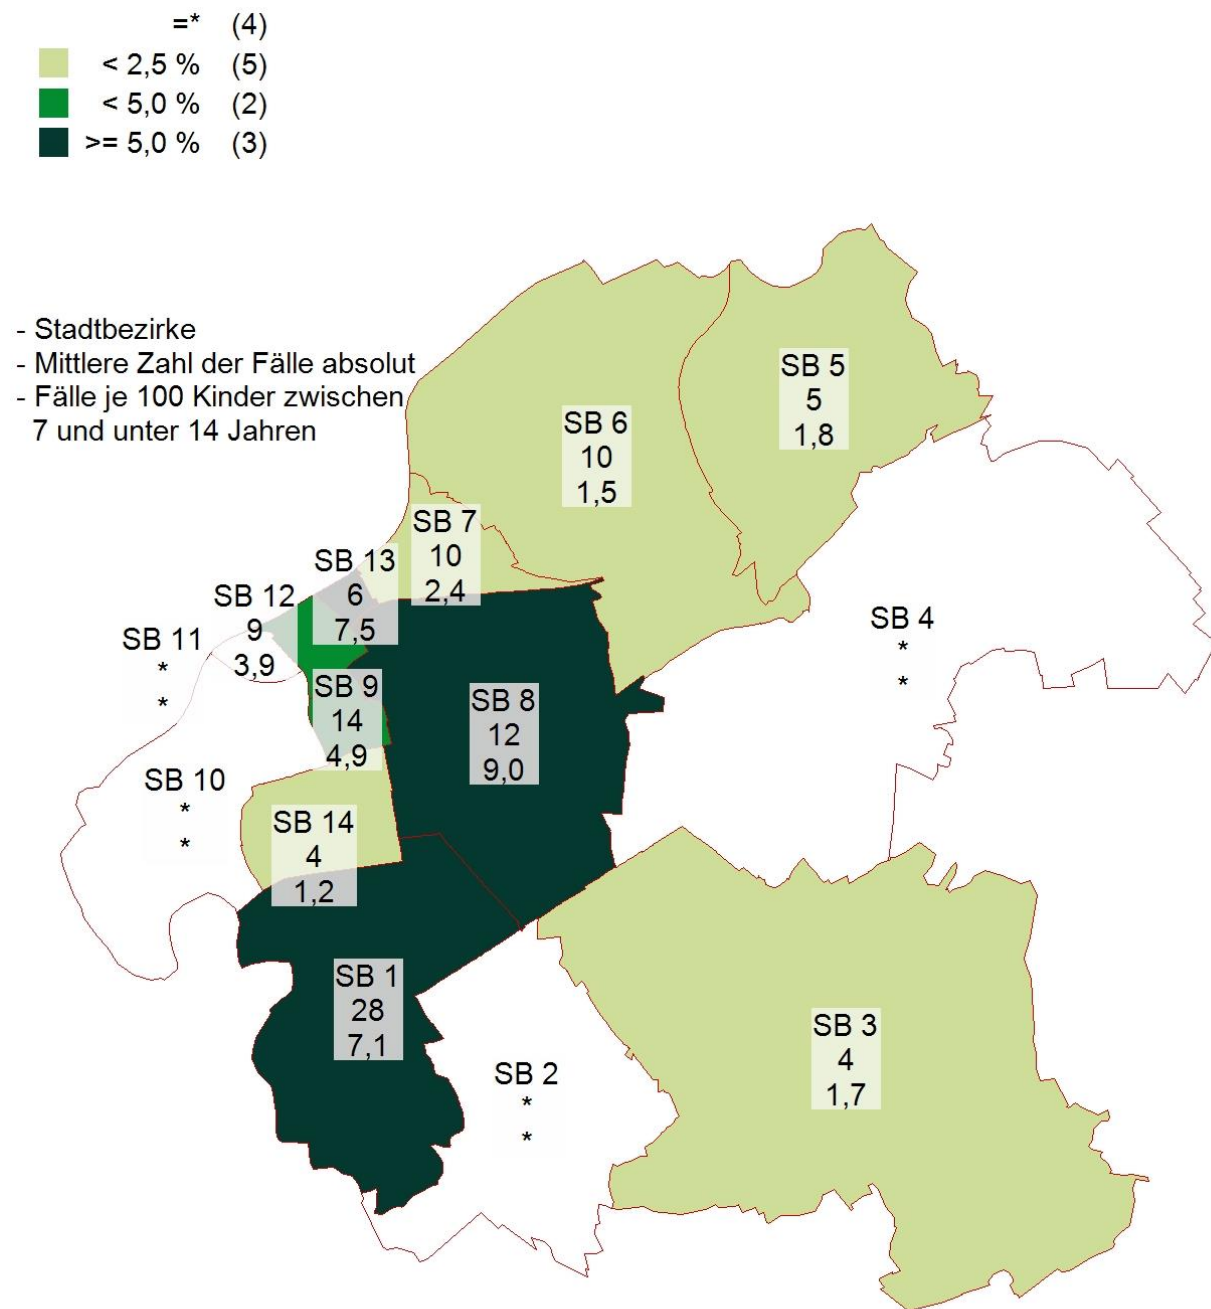 =* (4)
< 2,5 % (5)
< 5,0 % (2)
>= 5,0 % (3)
- Stadtbezirke
- Mittlere Zahl der Fälle absolut
- Fälle je 100 Kinder zwischen
7 und unter 14 Jahren
SB 5
5
1,8
SB 6
10
1,5
SB 7
10
2,4
SB 13
6
7,5
SB 12
9
3,9
SB 11
*
*
SB 4
*
*
SB 9
14
4,9
SB 8
12
9,0
SB 10
*
*
SB 14
4
1,2
SB 1
28
7,1
SB 3
4
1,7
SB 2
*
*